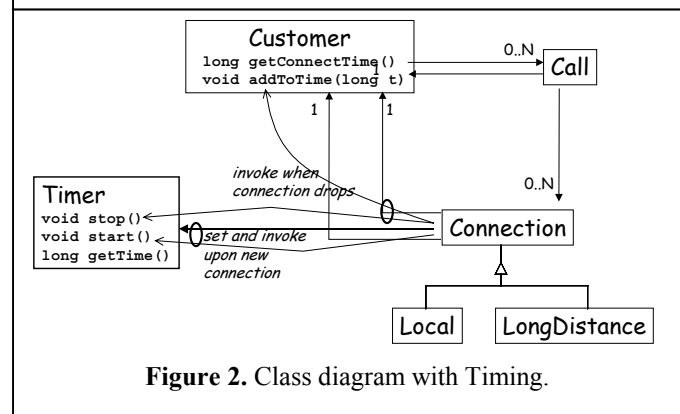 Customer
long getConnectTime()
void addToTime(long t)
1
0..N
Call
1
1
invoke when
connection drops
0..N
Timer
void stop()
void start()
long getTime()
set and invoke
upon new
connection
Connection
Local
LongDistance
Figure 2. Class diagram with Timing.